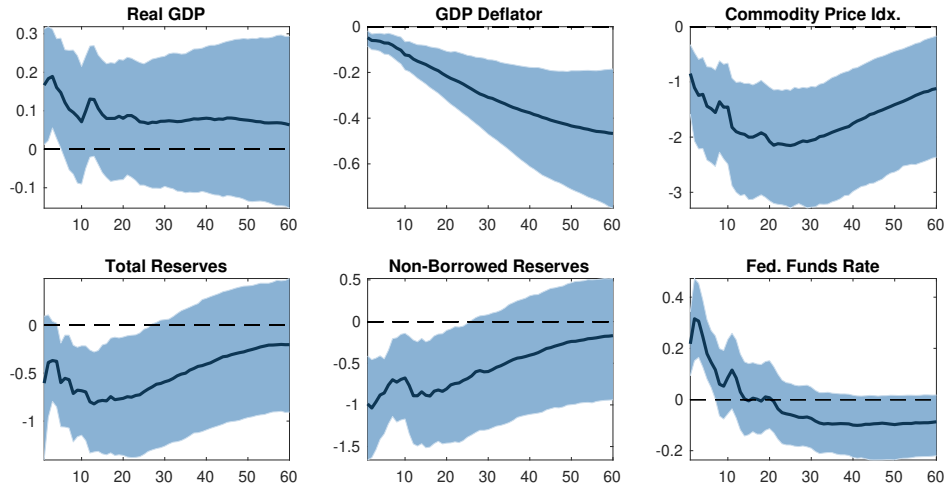 Real GDP
0.3
0.2
0.1
0
-0.1
10 20 30 40 50 60
GDP Deflator
0
-0.2
-0.4
-0.6
10 20 30 40 50 60
Commodity Price Idx.
0
-1
-2
-3
10 20 30 40 50 60
Total Reserves
0
-0.5
-1
10 20 30 40 50 60
Non-Borrowed Reserves
0.5
0
-0.5
-1
-1.5
10 20 30 40 50 60
Fed. Funds Rate
0.4
0.2
0
-0.2
10 20 30 40 50 60